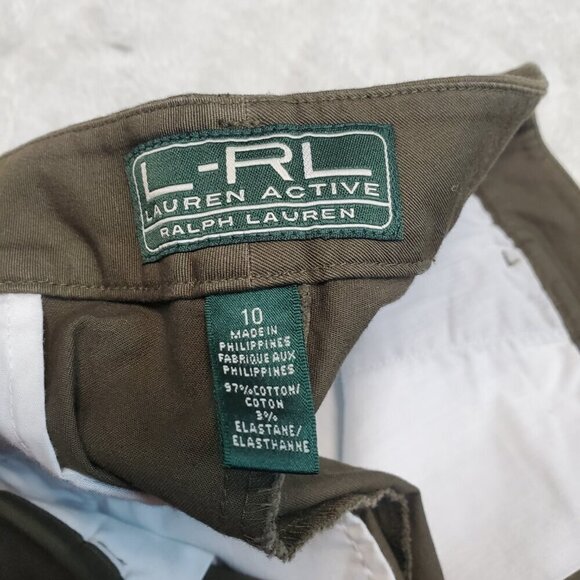 L-RL
LAUREN ACTIVE
RALPH LAUREN
10
MADE IN
PHILIPPINES
FABRIQUE AUX
PHILIPPINES
97% COTTON/
COTON
3%
ELASTANE/
ELASTHANNE